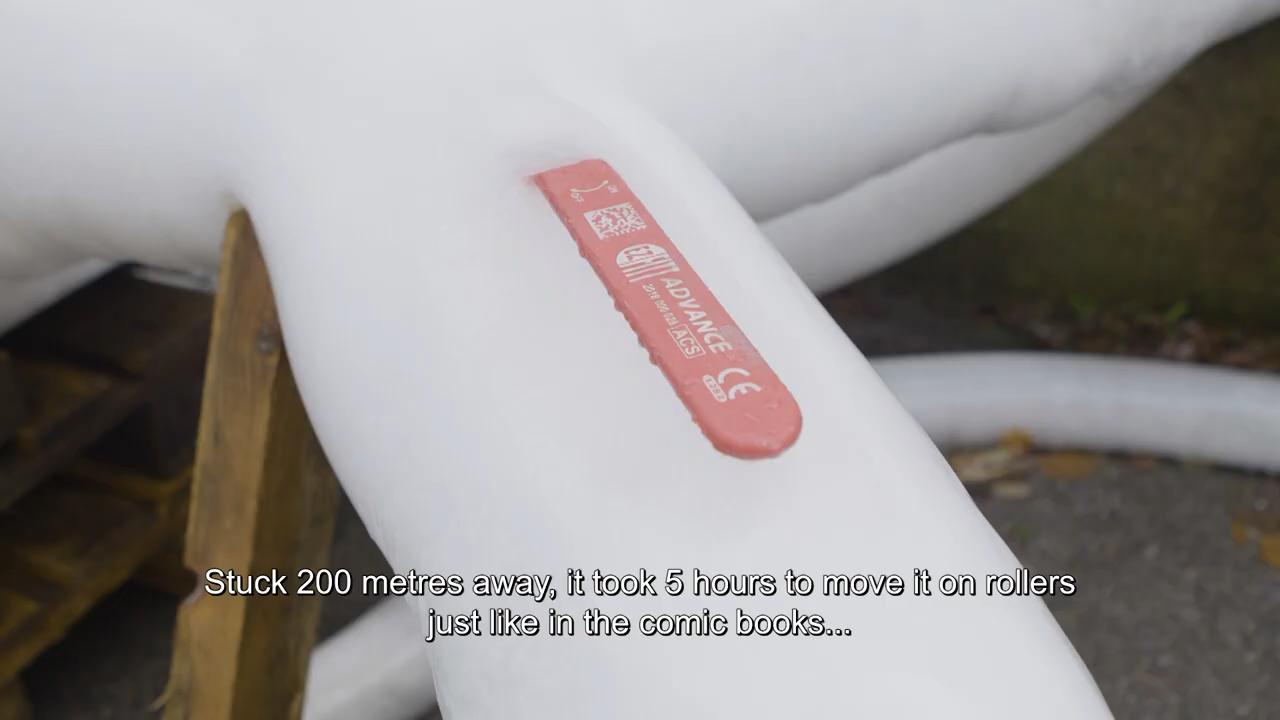 ADVANCE
ACS
CE
Stuck 200 metres away, it took 5 hours to move it on rollers
just like in the comic books...